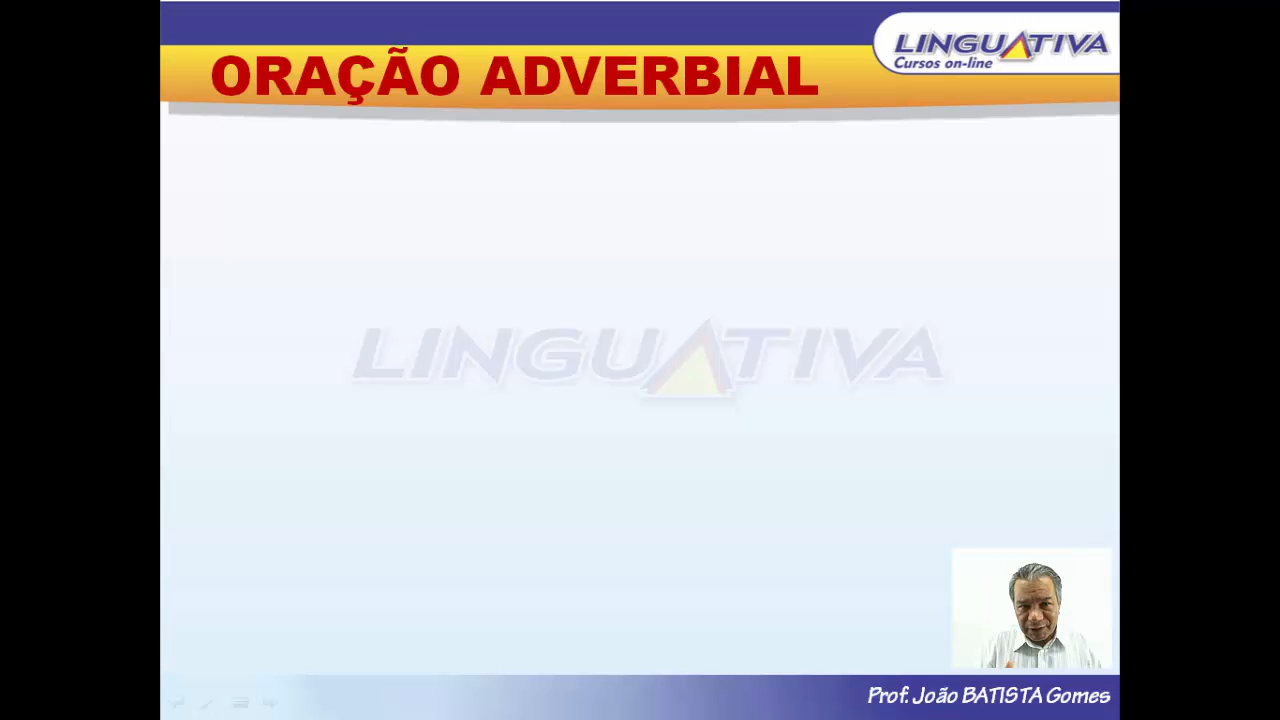 ORAÇÃO ADVERBIAL
LINGUATIVA
Cursos on-line
LINGUATIVA
Prof. João BATISTA Gomes